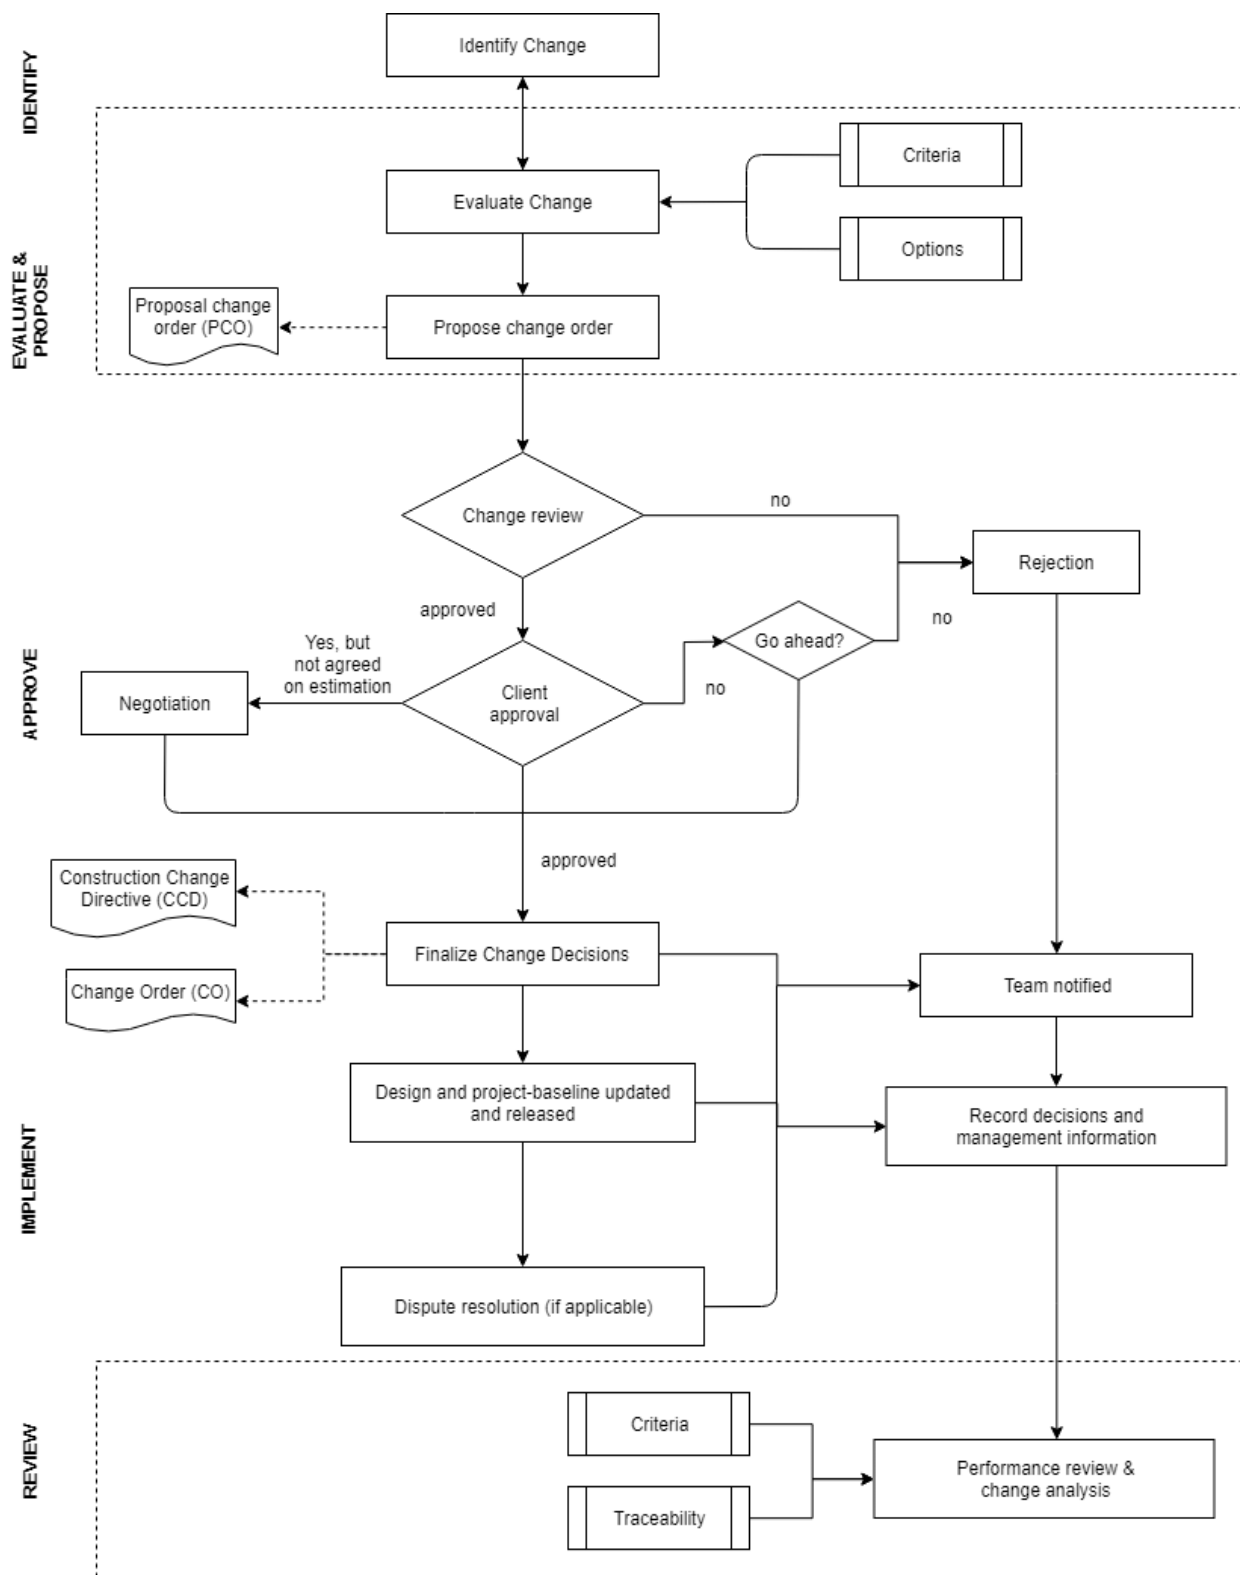 IDENTIFY
Identify Change
Criteria
Evaluate Change
Options
EVALUATE &
PROPOSE
Proposal change
order (PCO)
Propose change order
Change review
no
Rejection
approved
Go ahead?
no
Yes, but
not agreed
on estimation
no
APPROVE
Negotiation
Client
approval
approved
Construction Change
Directive (CCD)
Finalize Change Decisions
Change Order (CO)
Team notified
Design and project-baseline updated
and released
Record decisions and
management information
IMPLEMENT
Dispute resolution (if applicable)
REVIEW
Criteria
Performance review &
change analysis
Traceability